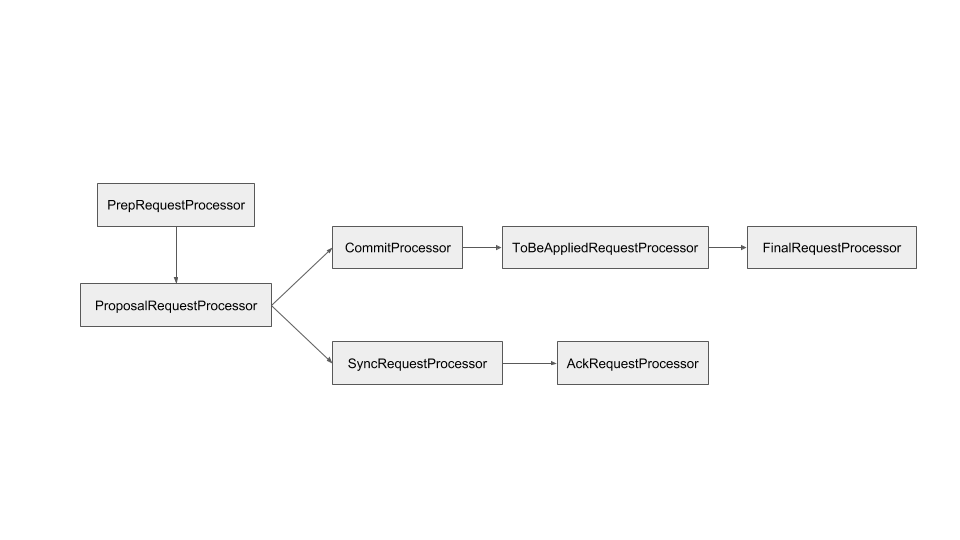 PrepRequestProcessor
ProposalRequestProcessor
CommitProcessor
ToBeAppliedRequestProcessor
FinalRequestProcessor
SyncRequestProcessor
AckRequestProcessor